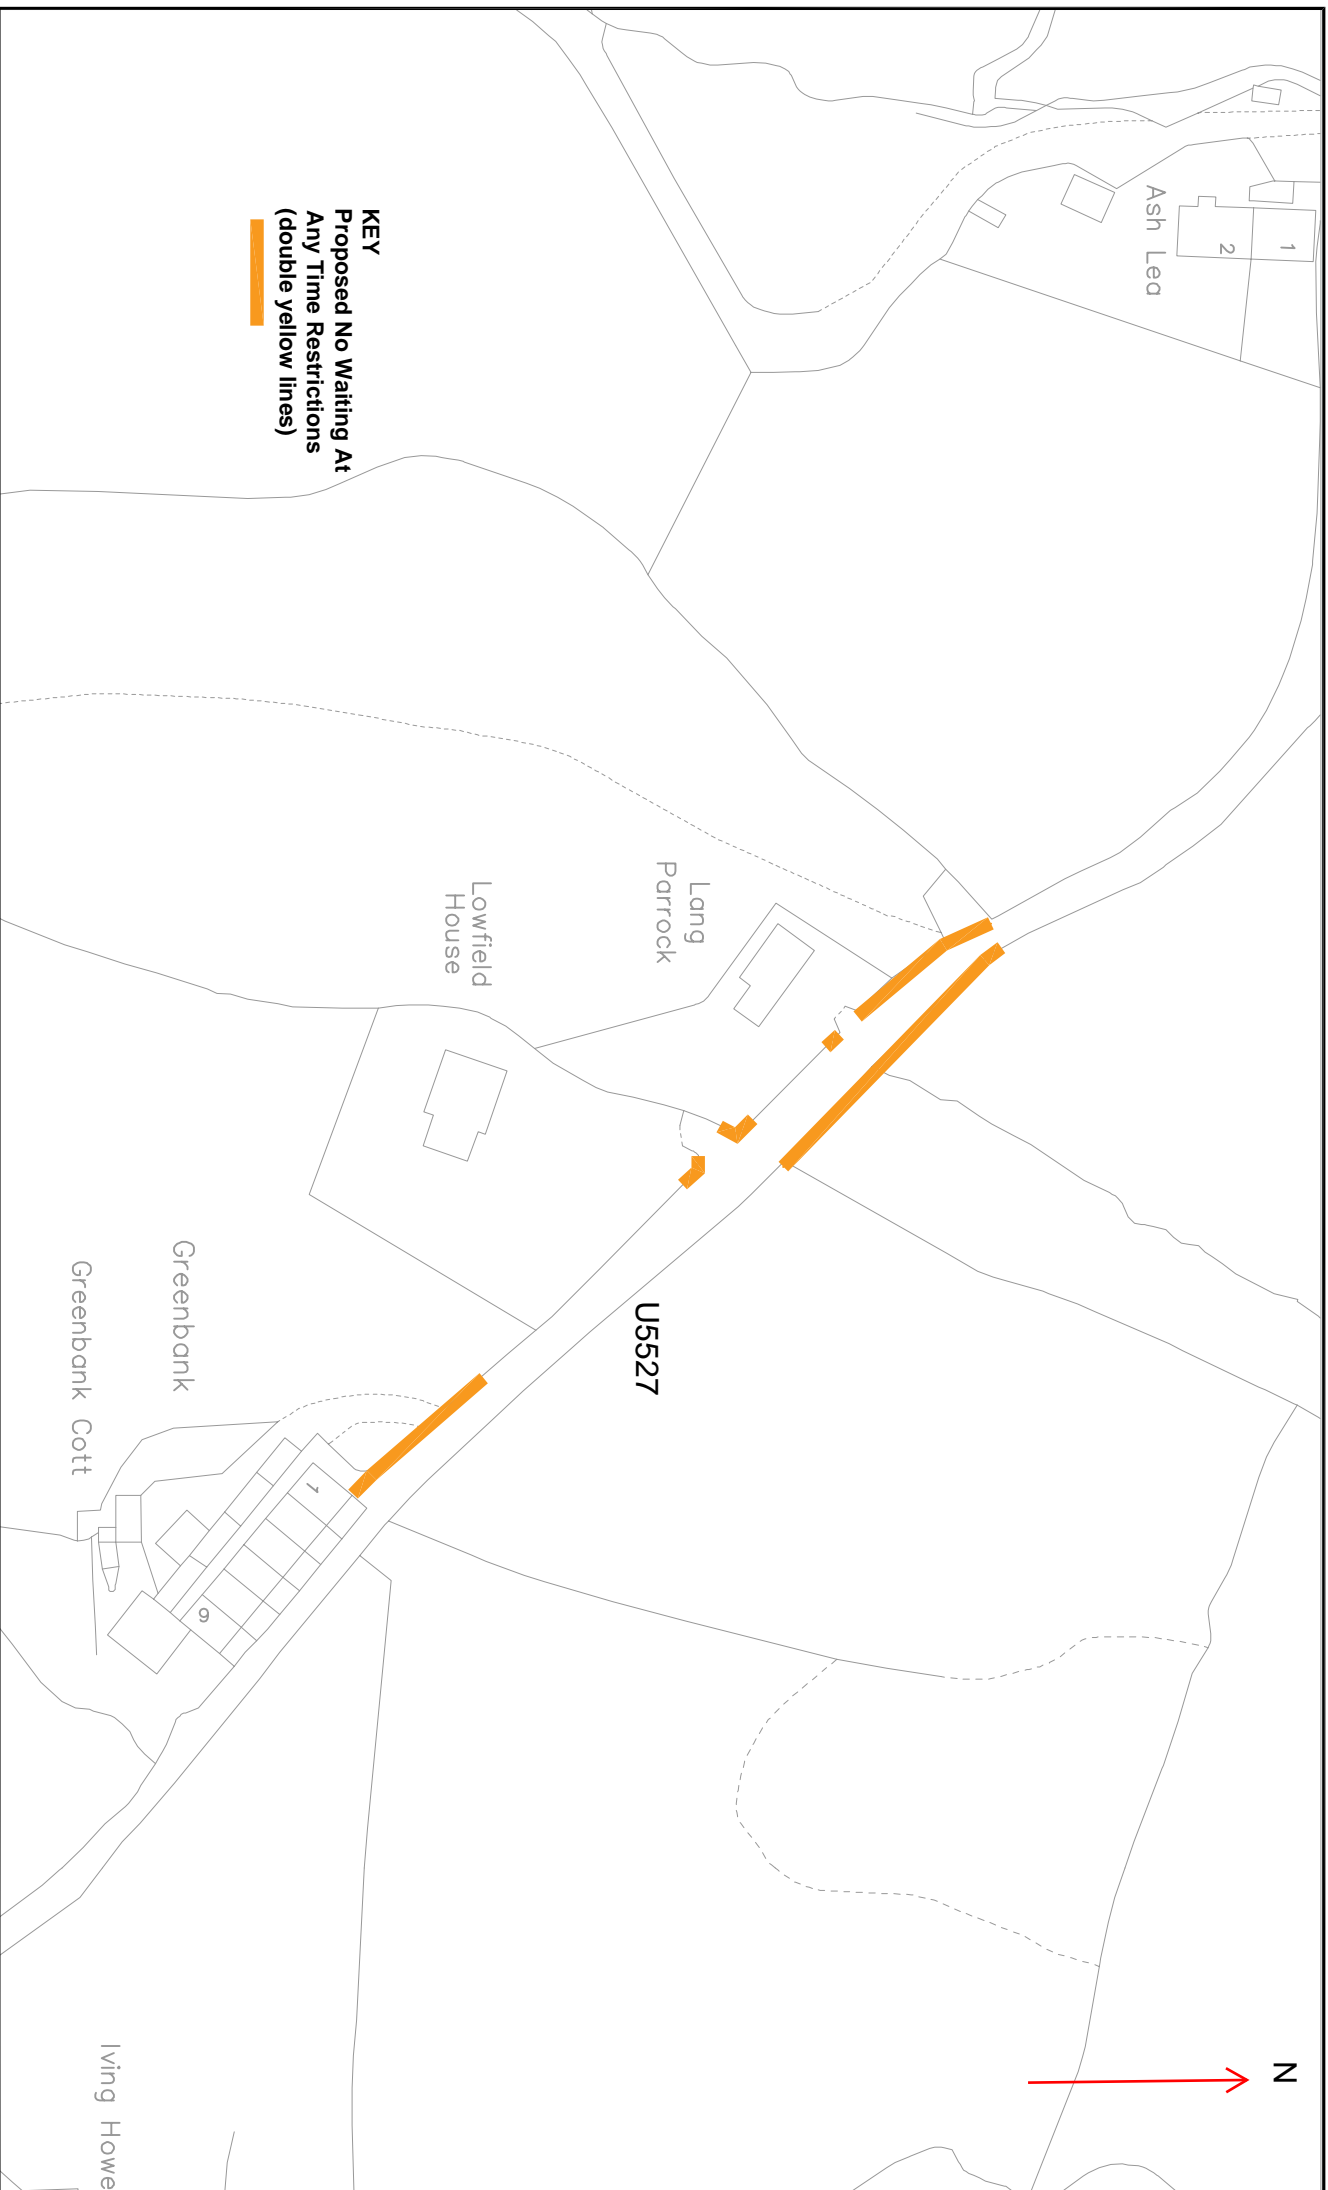 N
1
2
Ash Lea
KEY
Proposed No Waiting At
Any Time Restrictions
(double yellow lines)
Lang
Parrock
Lowfield
House
U5527
Greenbank
Greenbank Cott
1
9
Iving Howe